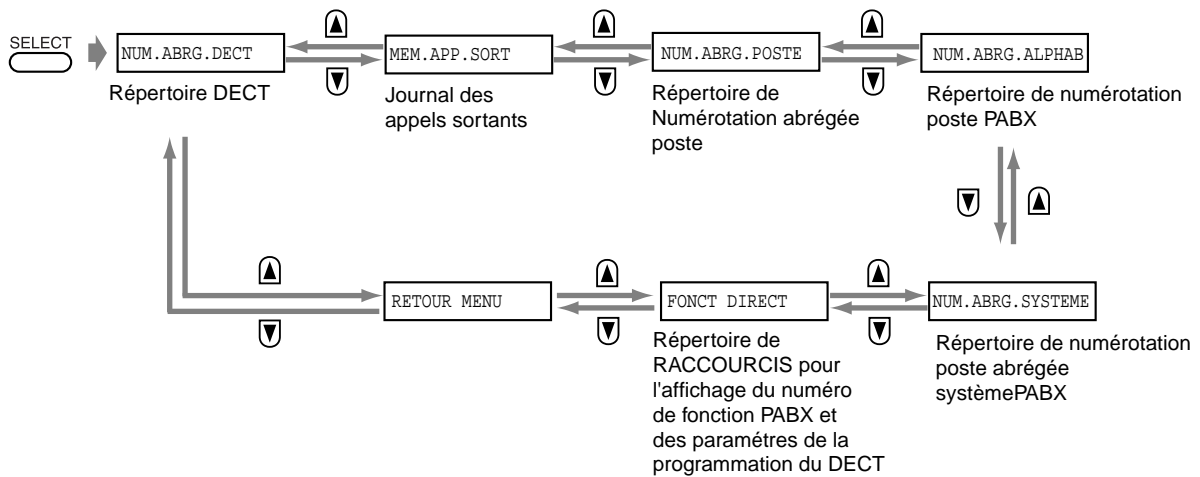 SELECT
NUM.ABRG.DECT
MEM.APP.SORT
NUM.ABRG.POSTE
NUM.ABRG.ALPHAB
Répertoire DECT
Journal des
appels sortants
Répertoire de
Numérotation abrégée
poste
Répertoire de numérotation
poste PABX
RETOUR MENU
FONCT DIRECT
NUM.ABRG.SYSTEME
Répertoire de
RACCOURCIS pour
l'affichage du numéro
de fonction PABX et
des paramétres de la
programmation du DECT
Répertoire de numérotation
poste abrégée
systèmePABX